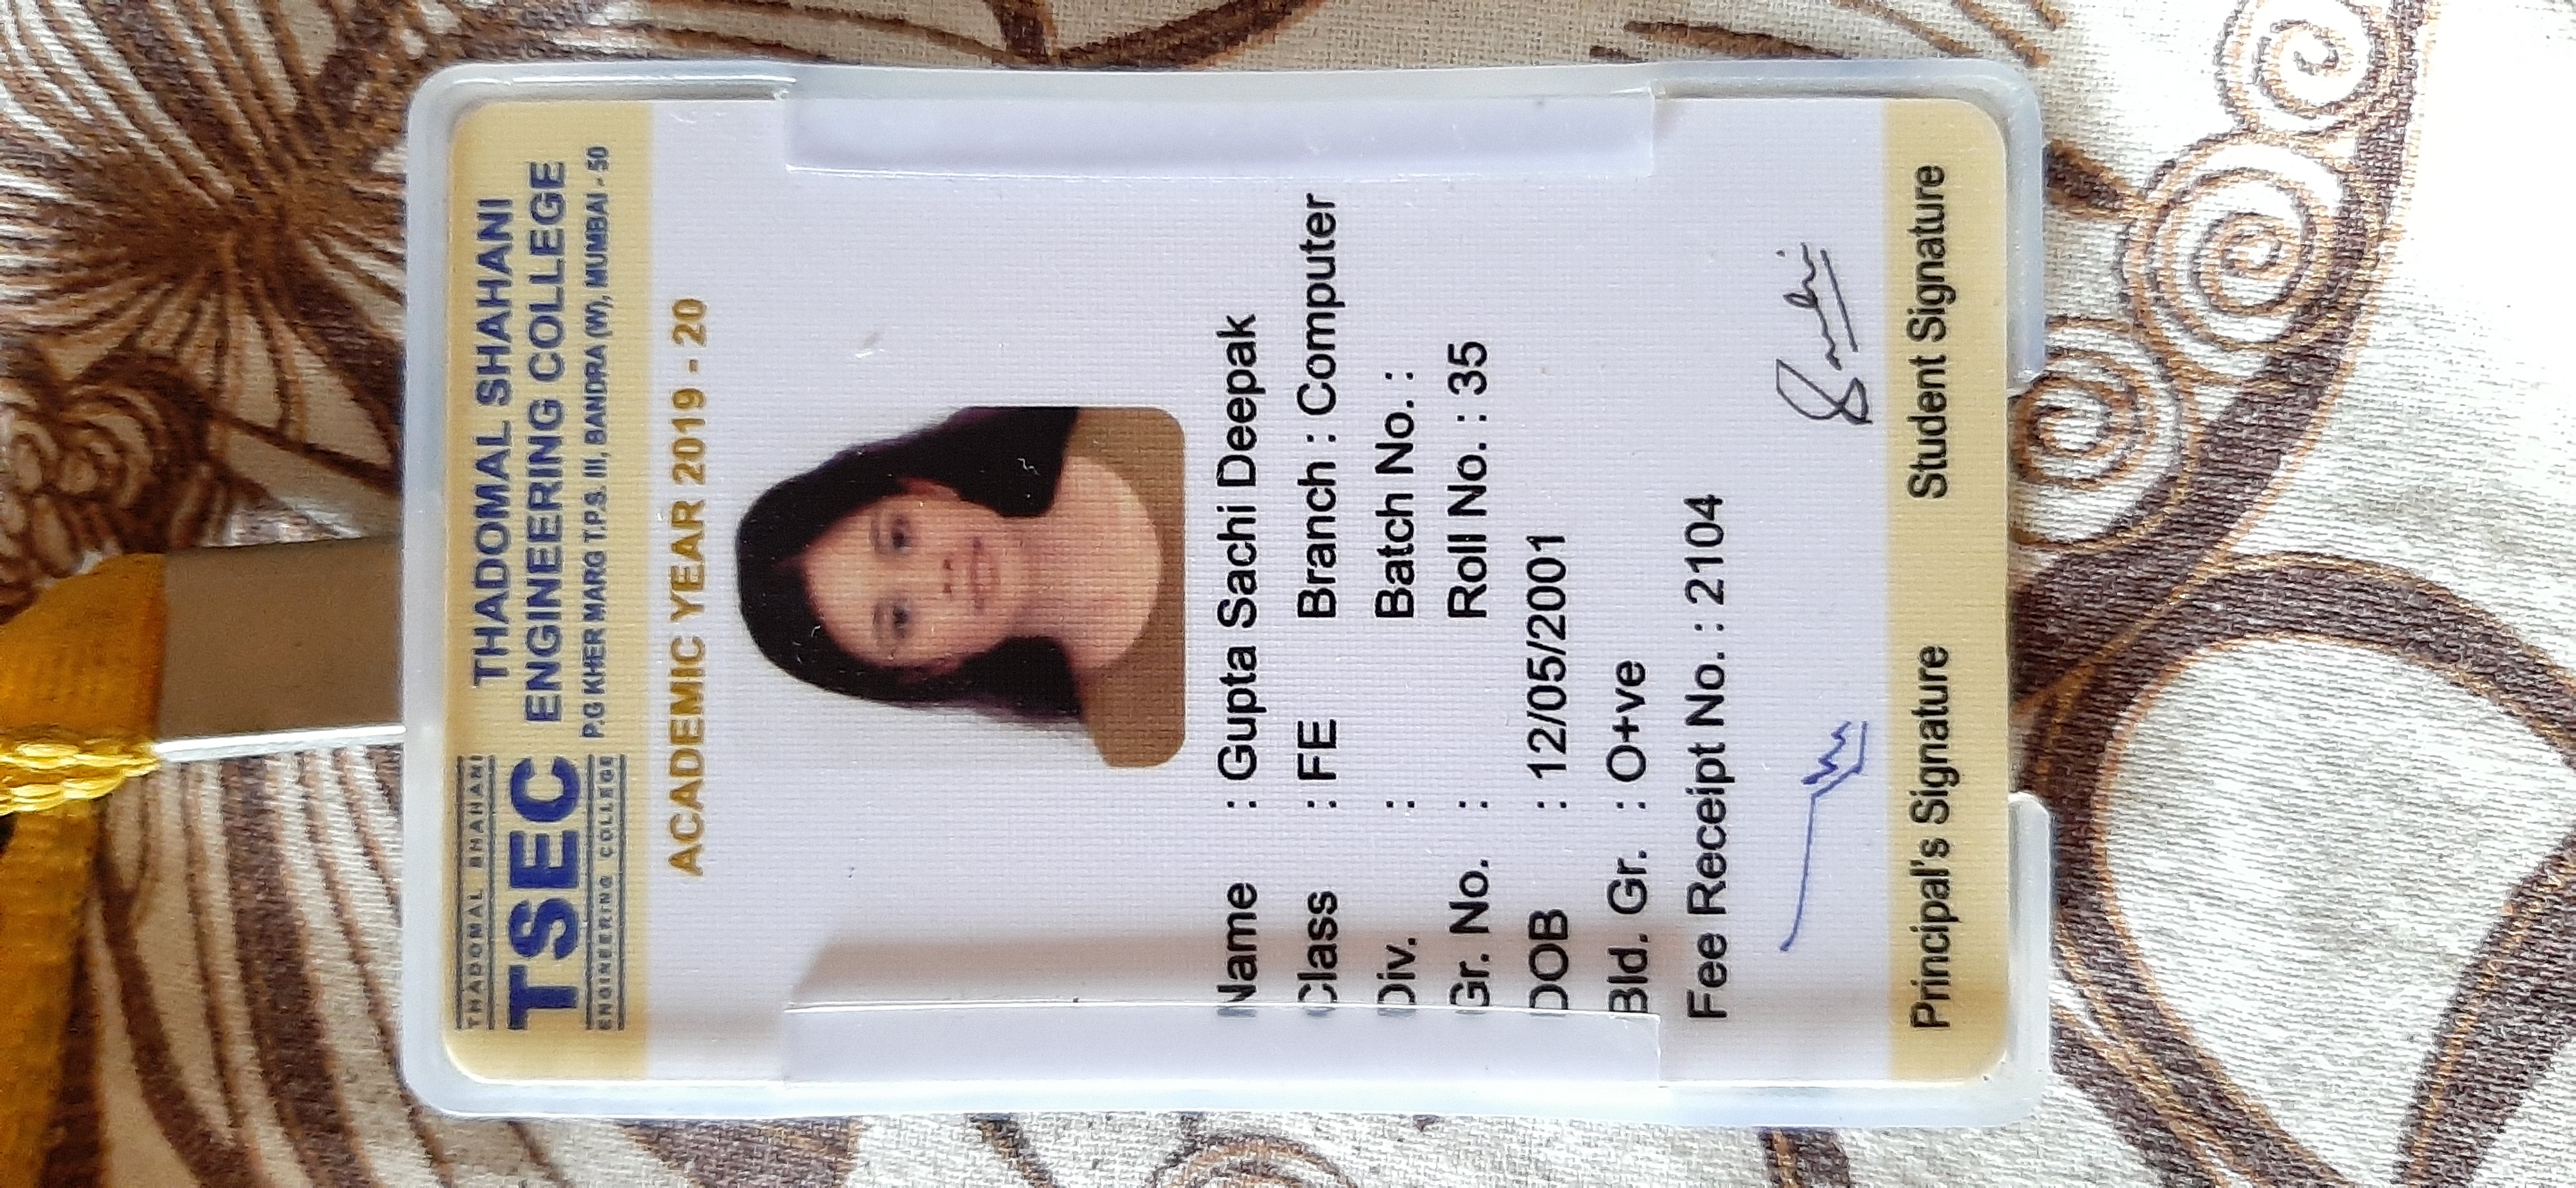 THADOMAL SHAHANI
TSEC
ENGINEERING COLLEGE
THADOMAL SHAHANI
ENGINEERING COLLEGE
P.G KHER MARG T.P.S. III, BANDRA (W), MUMBAI - 50
ACADEMIC YEAR 2019 - 20
Name : Gupta Sachi Deepak
Class : FE Branch : Computer
Div. : Batch No. :
Gr. No. : Roll No. : 35
DOB : 12/05/2001
Bld. Gr. : O+ve
Fee Receipt No. : 2104
Sachi
Principal's Signature Student Signature